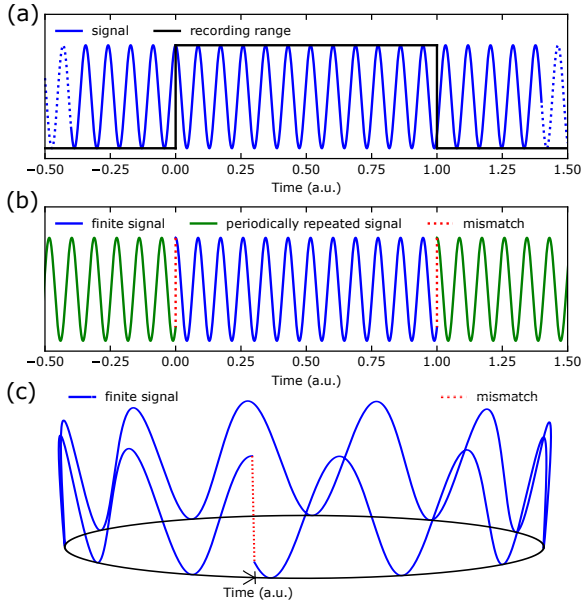 (a)
signal recording range
−0.50 −0.25 0.00 0.25 0.50 0.75 1.00 1.25 1.50
Time (a.u.)
(b)
finite signal periodically repeated signal mismatch
−0.50 −0.25 0.00 0.25 0.50 0.75 1.00 1.25 1.50
Time (a.u.)
(c)
finite signal mismatch
Time (a.u.)